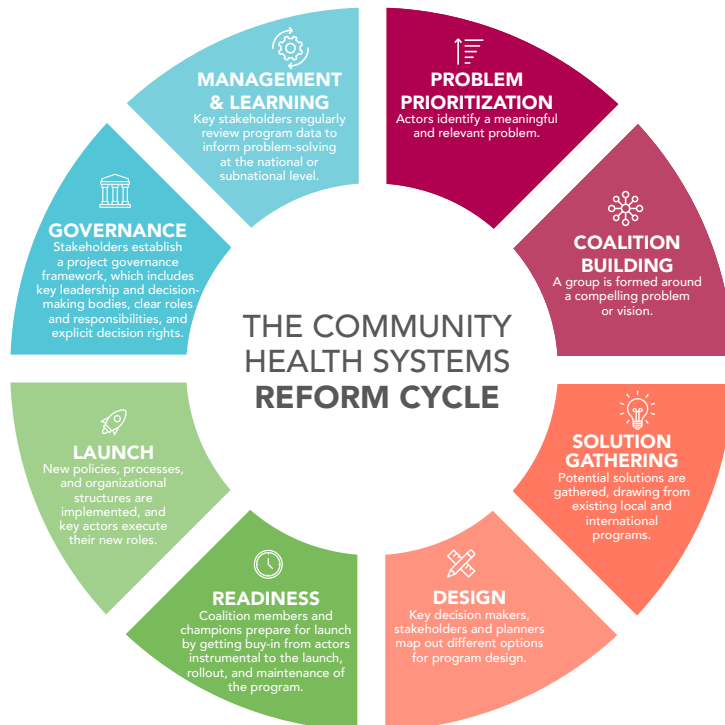 THE COMMUNITY
HEALTH SYSTEMS
REFORM CYCLE
PROBLEM
PRIORITIZATION
Actors identify a meaningful
and relevant problem.
COALITION
BUILDING
A group is formed around
a compelling problem
or vision.
SOLUTION
GATHERING
Potential solutions are
gathered, drawing from
existing local and
international
programs.
DESIGN
Key decision makers,
stakeholders and planners
map out different options
for program design.
READINESS
Coalition members and
champions prepare for launch
by getting buy-in from actors
instrumental to the launch,
rollout, and maintenance of
the program.
LAUNCH
New policies, processes,
and organizational
structures are
implemented, and
key actors execute
their new roles.
GOVERNANCE
Stakeholders establish
a project governance
framework, which includes
key leadership and decision-
making bodies, clear roles
and responsibilities, and
explicit decision rights.
MANAGEMENT
& LEARNING
Key stakeholders regularly
review program data to
inform problem-solving
at the national or
subnational level.